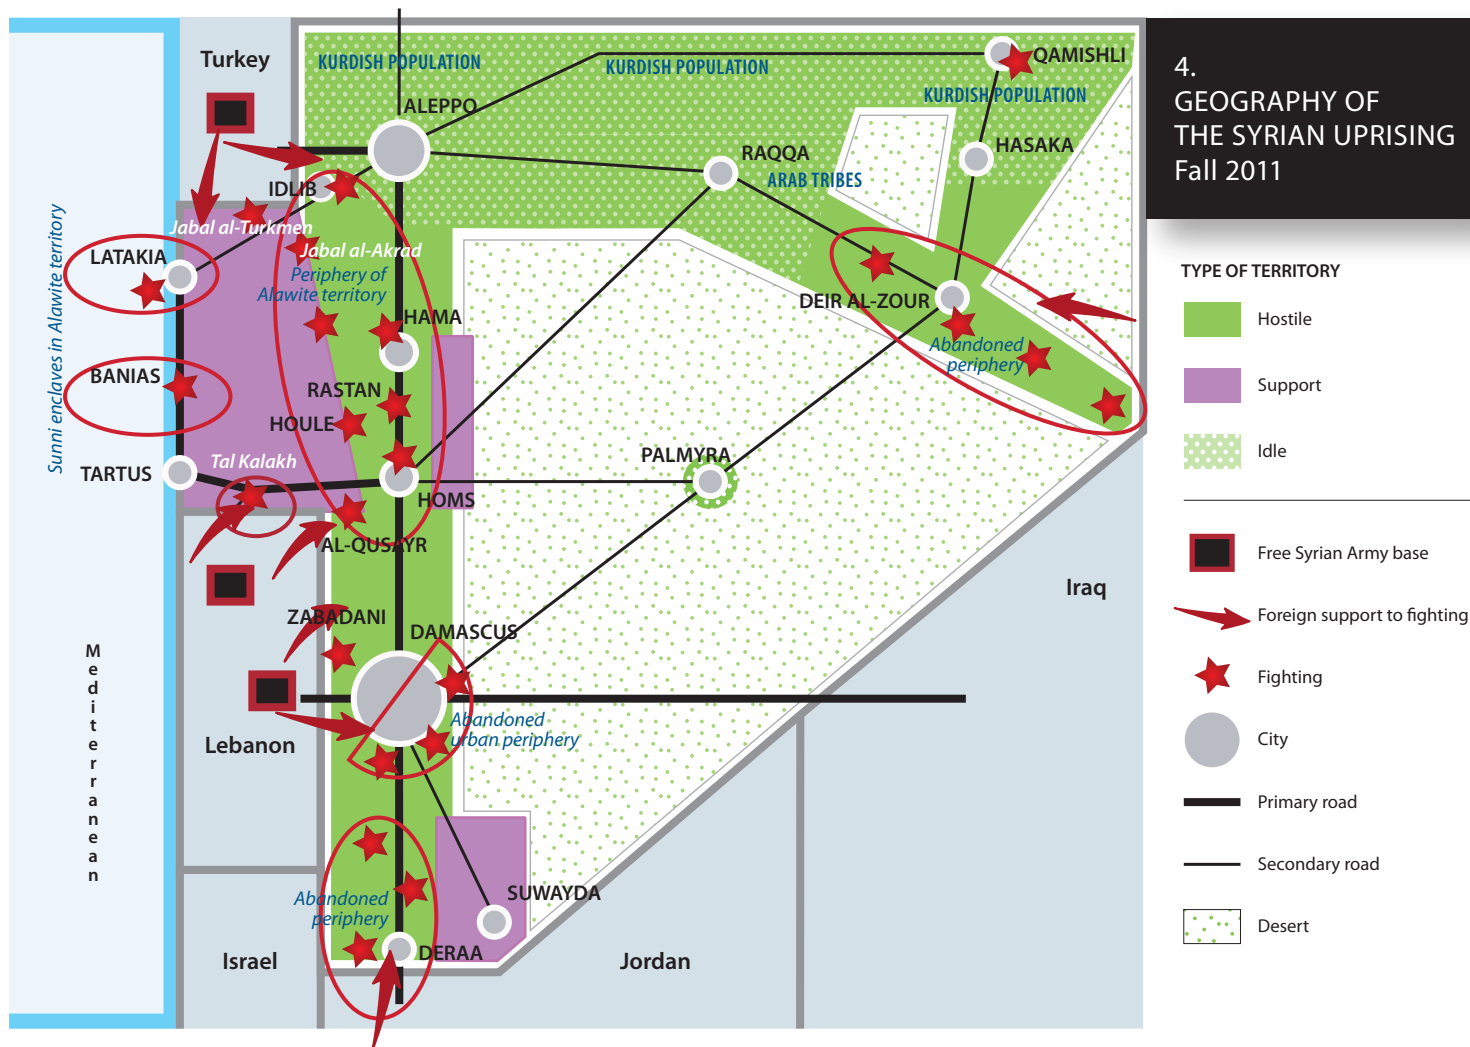 4.
GEOGRAPHY OF
THE SYRIAN UPRISING
Fall 2011
TYPE OF TERRITORY
Hostile
Support
Idle
Free Syrian Army base
Foreign support to fighting
Fighting
City
Primary road
Secondary road
Desert
Turkey
KURDISH POPULATION
KURDISH POPULATION
QAMISHLI
KURDISH POPULATION
ALEPPO
HASAKA
RAQQA
ARAB TRIBES
IDLIB
Jabal al-Turkmen
Jabal al-Akrad
LATAKIA
Periphery of
Alawite territory
Sunni enclaves in Alawite territory
DEIR AL-ZOUR
HAMA
Abandoned
periphery
BANIAS
RASTAN
HOULE
PALMYRA
Tal Kalakh
TARTUS
HOMS
AL-QUSAYR
Iraq
ZABADANI
DAMASCUS
Mediterranean
Abandoned
urban periphery
Lebanon
SUWAYDA
Abandoned
periphery
DERAA
Israel
Jordan